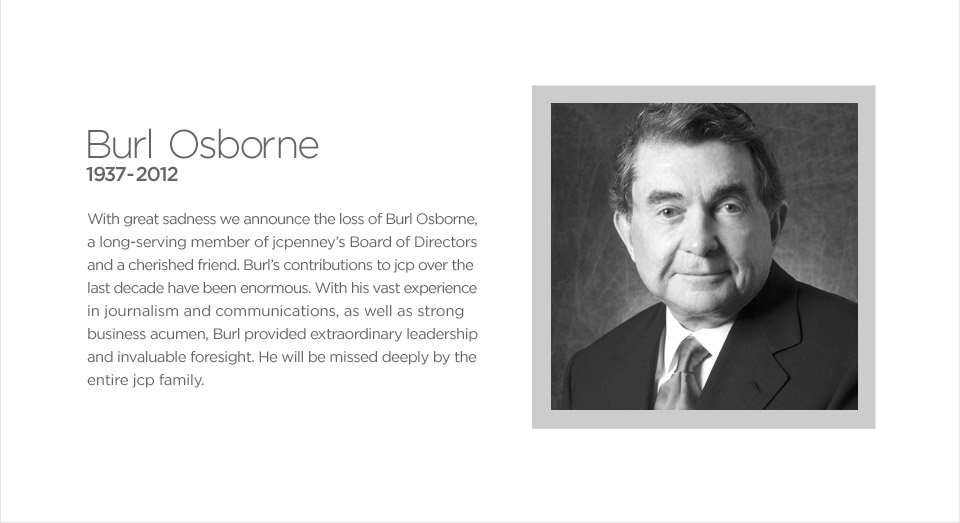 Burl Osborne
1937-2012
With great sadness we announce the loss of Burl Osborne,
a long-serving member of jcpenney's Board of Directors
and a cherished friend. Burl's contributions to jcp over the
last decade have been enormous. With his vast experience
in journalism and communications, as well as strong
business acumen, Burl provided extraordinary leadership
and invaluable foresight. He will be missed deeply by the
entire jcp family.